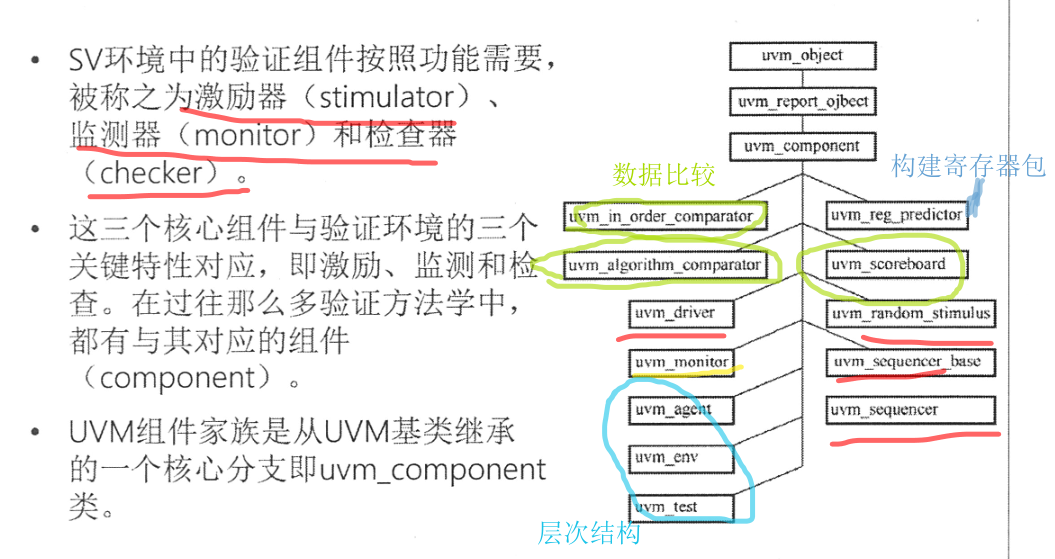 • SV环境中的验证组件按照功能需要，
被称之为激励器（stimulator）、
监测器（monitor）和检查器
（checker）。
• 这三个核心组件与验证环境的三个
关键特性对应，即激励、监测和检
查。在过往那么多验证方法学中，
都有与其对应的组件
（component）。
• UVM组件家族是从UVM基类继承
的一个核心分支即uvm_component
类。
uvm_object
uvm_report_ojbect
uvm_component
数据比较
构建寄存器包
uvm_in_order_comparator
uvm_reg_predictor
uvm_algorithm_comparator
uvm_scoreboard
uvm_driver
uvm_random_stimulus
uvm_monitor
uvm_sequencer_base
uvm_agent
uvm_sequencer
uvm_env
uvm_test
层次结构